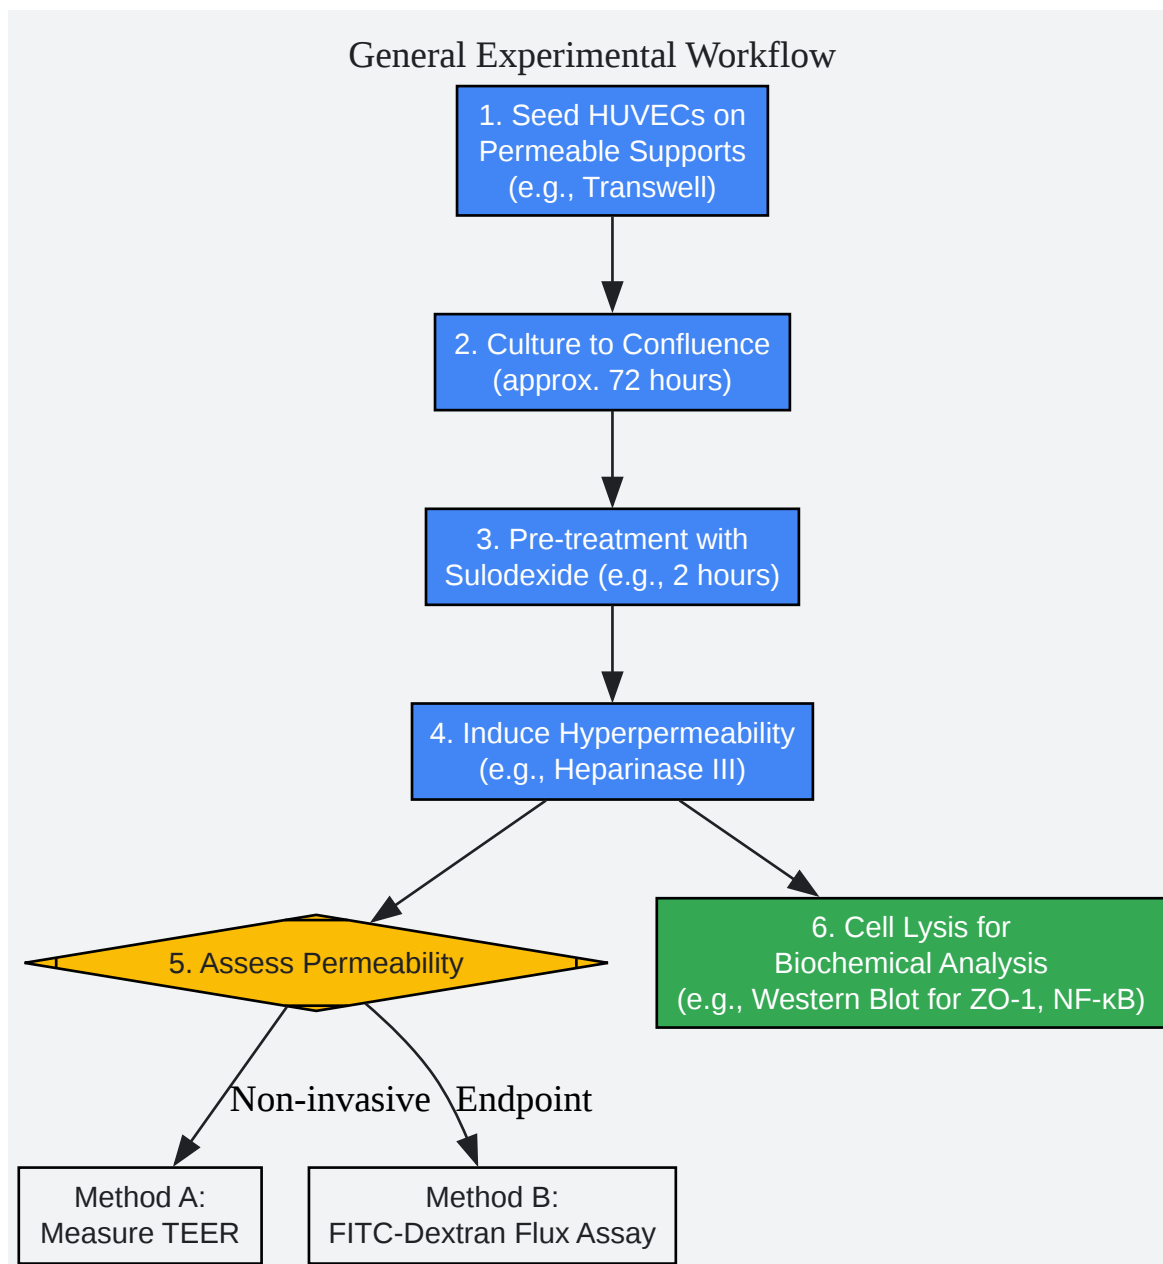 General Experimental Workflow
1. Seed HUVECs on
Permeable Supports
(e.g., Transwell)
2. Culture to Confluence
(approx. 72 hours)
3. Pre-treatment with
Sulodexide (e.g., 2 hours)
4. Induce Hyperpermeability
(e.g., Heparinase III)
5. Assess Permeability
6. Cell Lysis for
Biochemical Analysis
(e.g., Western Blot for ZO-1, NF-κB)
Non-invasive
Endpoint
Method A:
Measure TEER
Method B:
FITC-Dextran Flux Assay